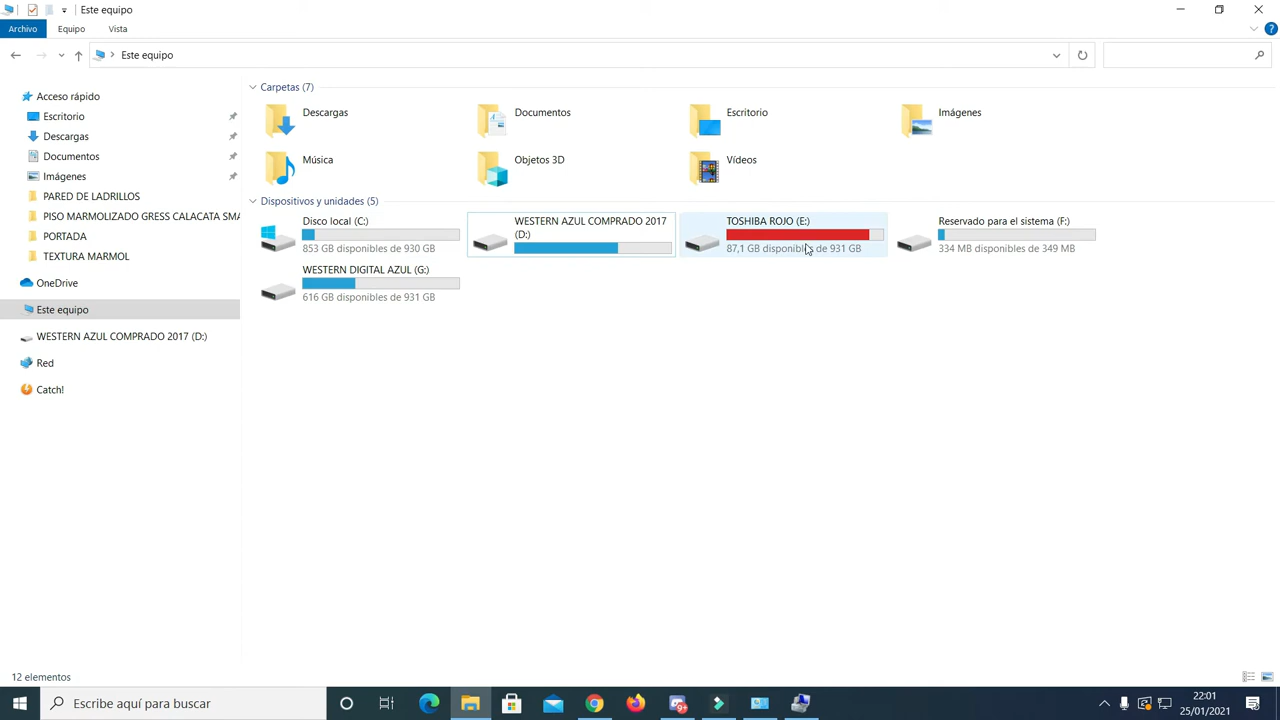 Este equipo
Archivo
Equipo
Vista
Este equipo
Acceso rápido
Escritorio
Descargas
Documentos
Imágenes
PARED DE LADRILLOS
PISO MARMOLIZADO GRESS CALACATA SMA
PORTADA
TEXTURA MARMOL
OneDrive
Este equipo
WESTERN AZUL COMPRADO 2017 (D:)
Red
Catch!
Carpetas (7)
Descargas
Documentos
Escritorio
Imágenes
Música
Objetos 3D
Vídeos
Dispositivos y unidades (5)
Disco local (C:)
853 GB disponibles de 930 GB
WESTERN AZUL COMPRADO 2017
(D:)
TOSHIBA ROJO (E:)
87,1 GB disponibles de 931 GB
Reservado para el sistema (F:)
334 MB disponibles de 349 MB
WESTERN DIGITAL AZUL (G:)
616 GB disponibles de 931 GB
12 elementos
Escribe aquí para buscar
9+
22:01
25/01/2021